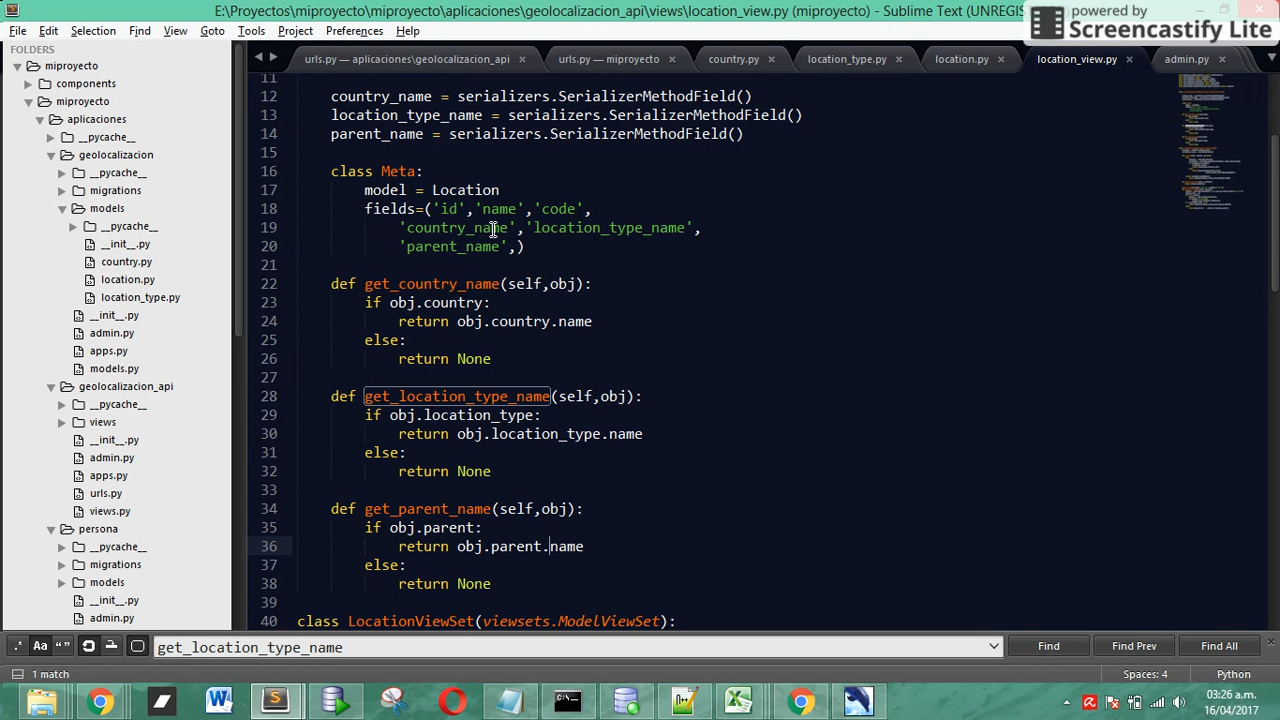 E:\Proyectos\miproyecto\miproyecto\aplicaciones\geolocalizacion_api\views\location_view.py (miproyecto) - Sublime Text (UNREGIS
powered by
Screencastify Lite
File Edit Selection Find View Goto Tools Project Preferences Help
FOLDERS
miproyecto
components
miproyecto
aplicaciones
__pycache__
geolocalizacion
__pycache__
migrations
models
__pycache__
__init__.py
country.py
location.py
location_type.py
__init__.py
admin.py
apps.py
models.py
geolocalizacion_api
__pycache__
views
__init__.py
admin.py
apps.py
urls.py
views.py
persona
__pycache__
migrations
models
__init__.py
admin.py
urls.py — aplicaciones\geolocalizacion_api × urls.py — miproyecto × country.py × location_type.py × location.py × location_view.py × admin.py ×
11
12 country_name = serializers.SerializerMethodField()
13 location_type_name = serializers.SerializerMethodField()
14 parent_name = serializers.SerializerMethodField()
15
16 class Meta:
17 model = Location
18 fields=('id','name','code',
19 'country_name','location_type_name',
20 'parent_name',)
21
22 def get_country_name(self,obj):
23 if obj.country:
24 return obj.country.name
25 else:
26 return None
27
28 def get_location_type_name(self,obj):
29 if obj.location_type:
30 return obj.location_type.name
31 else:
32 return None
33
34 def get_parent_name(self,obj):
35 if obj.parent:
36 return obj.parent.name
37 else:
38 return None
39
40 class LocationViewSet(viewsets.ModelViewSet):
.* Aa “ ” get_location_type_name Find Find Prev Find All
1 match Spaces: 4 Python
03:26 a.m.
16/04/2017